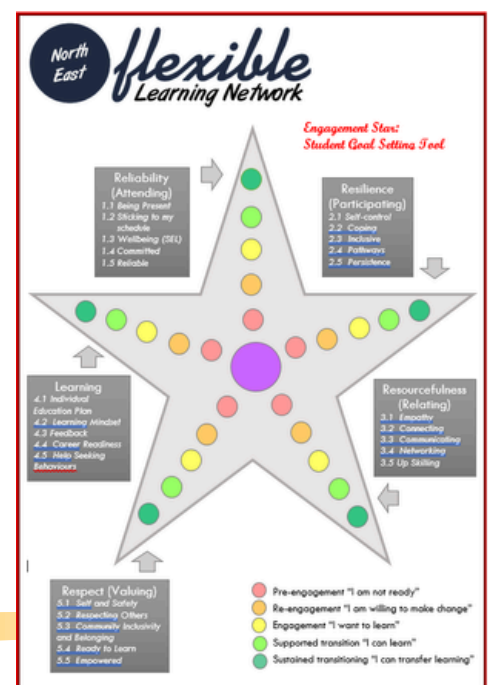 North
East
flexible
Learning Network
Engagement Star:
Student Goal Setting Tool
Reliability
(Attending)
1.1 Being Present
1.2 Sticking to my
schedule
1.3 Wellbeing (SEL)
1.4 Committed
1.5 Reliable
Resilience
(Participating)
2.1 Self-control
2.2 Coping
2.3 Inclusive
2.4 Pathways
2.5 Persistence
Learning
4.1 Individual
Education Plan
4.2 Learning Mindset
4.3 Feedback
4.4 Career Readiness
4.5 Help Seeking
Behaviours
Resourcefulness
(Relating)
3.1 Empathy
3.2 Connecting
3.3 Communicating
3.4 Networking
3.5 Up Skilling
Respect (Valuing)
5.1 Self and Safety
5.2 Respecting Others
5.3 Community Inclusivity
and Belonging
5.4 Ready to Learn
5.5 Empowered
Pre-engagement "I am not ready"
Re-engagement "I am willing to make change"
Engagement "I want to learn"
Supported transition "I can learn"
Sustained transitioning "I can transfer learning"